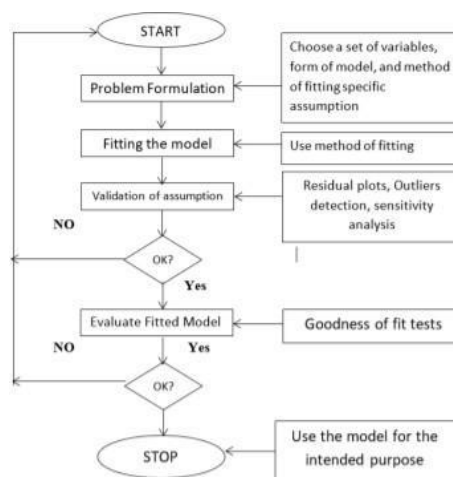 START
Choose a set of variables,
form of model, and method
of fitting specific
assumption
Problem Formulation
Fitting the model
Use method of fitting
Validation of assumption
Residual plots, Outliers
detection, sensitivity
analysis
NO
OK?
Yes
Evaluate Fitted Model
Goodness of fit tests
NO
Yes
OK?
STOP
Use the model for the
intended purpose